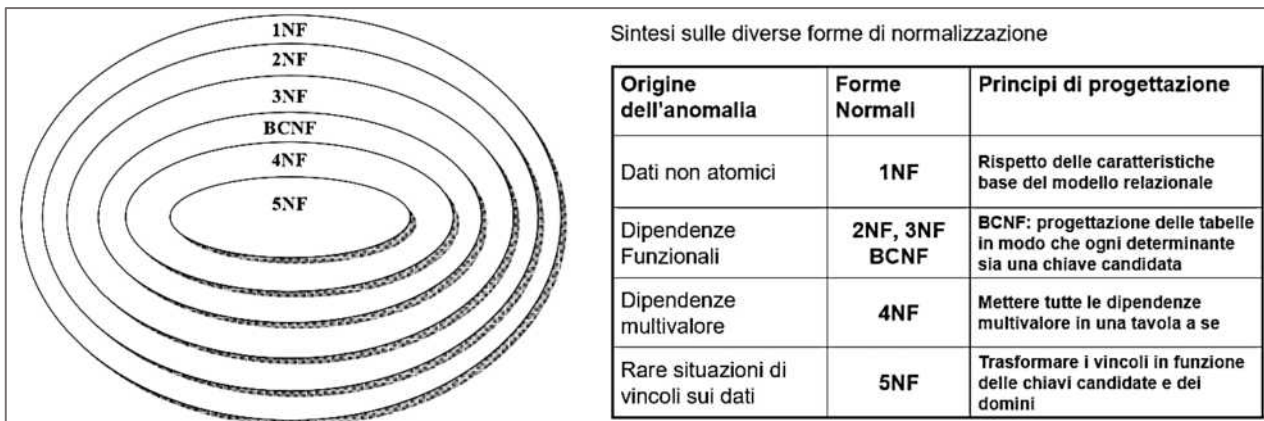 1NF
2NF
3NF
BCNF
4NF
5NF
Sintesi sulle diverse forme di normalizzazione
Origine
dell'anomalia
Forme
Normali
Principi di progettazione
Dati non atomici
1NF
Rispetto delle caratteristiche
base del modello relazionale
Dipendenze
Funzionali
2NF, 3NF
BCNF
BCNF: progettazione delle tabelle
in modo che ogni determinante
sia una chiave candidata
Dipendenze
multivalore
4NF
Mettere tutte le dipendenze
multivalore in una tavola a se
Rare situazioni di
vincoli sui dati
5NF
Trasformare i vincoli in funzione
delle chiavi candidate e dei
domini